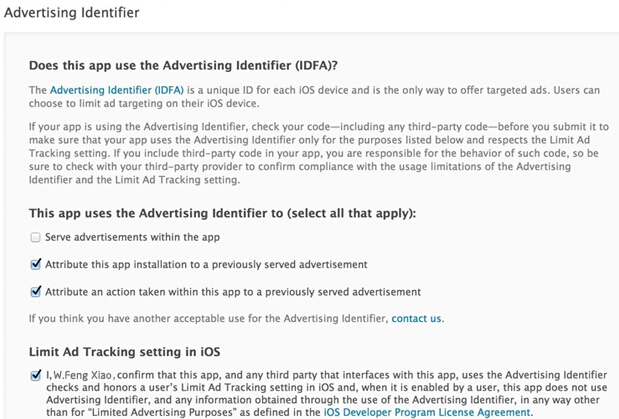 Advertising Identifier
Does this app use the Advertising Identifier (IDFA)?
The Advertising Identifier (IDFA) is a unique ID for each iOS device and is the only way to offer targeted ads. Users can
choose to limit ad targeting on their iOS device.
If your app is using the Advertising Identifier, check your code—including any third-party code—before you submit it to
make sure that your app uses the Advertising Identifier only for the purposes listed below and respects the Limit Ad
Tracking setting. If you include third-party code in your app, you are responsible for the behavior of such code, so be
sure to check with your third-party provider to confirm compliance with the usage limitations of the Advertising
Identifier and the Limit Ad Tracking setting.
This app uses the Advertising Identifier to (select all that apply):
Serve advertisements within the app
Attribute this app installation to a previously served advertisement
Attribute an action taken within this app to a previously served advertisement
If you think you have another acceptable use for the Advertising Identifier, contact us.
Limit Ad Tracking setting in iOS
I, W.Feng Xiao, confirm that this app, and any third party that interfaces with this app, uses the Advertising Identifier
checks and honors a user's Limit Ad Tracking setting in iOS and, when it is enabled by a user, this app does not use
Advertising Identifier, and any information obtained through the use of the Advertising Identifier, in any way other
than for "Limited Advertising Purposes" as defined in the iOS Developer Program License Agreement.